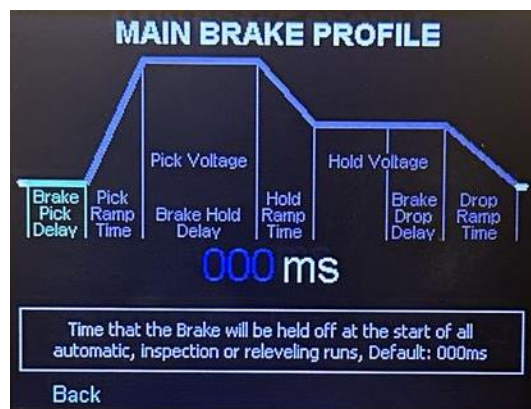 MAIN BRAKE PROFILE
Pick Voltage
Hold Voltage
Brake
Pick
Delay
Pick
Ramp
Time
Brake Hold
Delay
Hold
Ramp
Time
Brake
Drop
Delay
Drop
Ramp
Time
000 ms
Time that the Brake will be held off at the start of all
automatic, inspection or releveling runs, Default: 000ms
Back